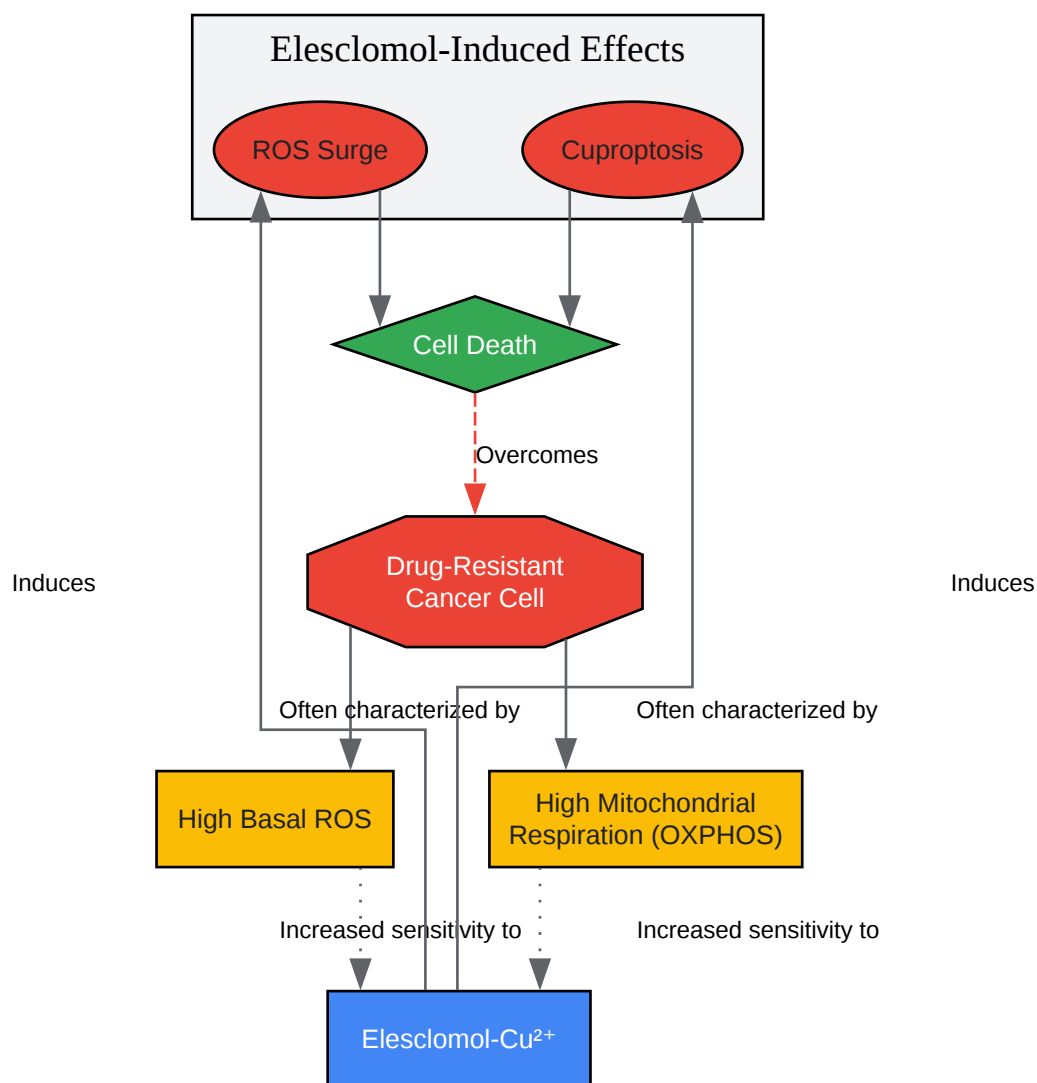 Elesclomol-Induced Effects
ROS Surge
Cuproptosis
Cell Death
Overcomes
Drug-Resistant
Cancer Cell
Induces
Induces
Often characterized by
Often characterized by
High Basal ROS
High Mitochondrial
Respiration (OXPHOS)
Increased sensitivity to
Increased sensitivity to
Elesclomol-Cu²⁺